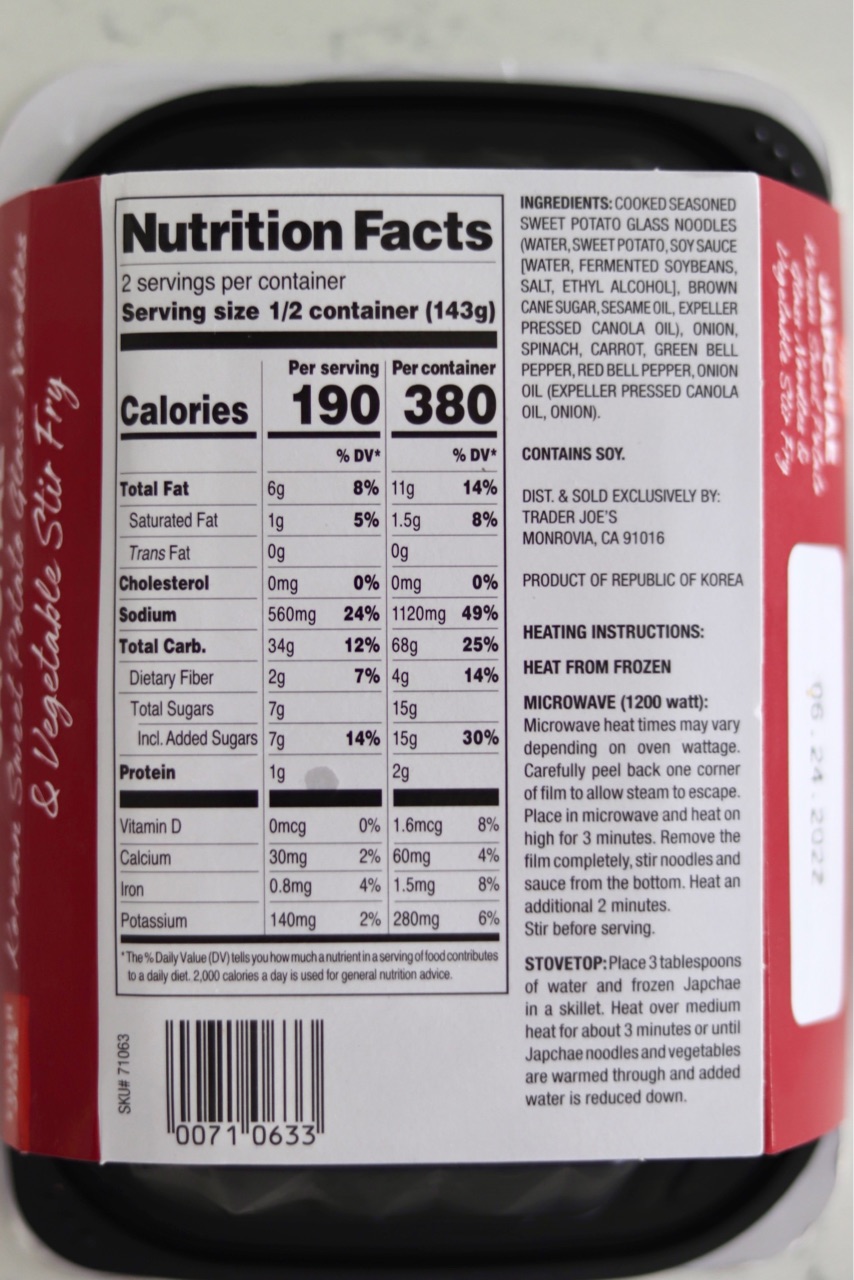 Nutrition Facts
2 servings per container
Serving size 1/2 container (143g)
Per serving Per container
Calories 190 380
% DV* % DV*
Total Fat 6g 8% 11g 14%
Saturated Fat 1g 5% 1.5g 8%
Trans Fat 0g 0g
Cholesterol 0mg 0% 0mg 0%
Sodium 560mg 24% 1120mg 49%
Total Carb. 34g 12% 68g 25%
Dietary Fiber 2g 7% 4g 14%
Total Sugars 7g 15g
Incl. Added Sugars 7g 14% 15g 30%
Protein 1g 2g
Vitamin D 0mcg 0% 1.6mcg 8%
Calcium 30mg 2% 60mg 4%
Iron 0.8mg 4% 1.5mg 8%
Potassium 140mg 2% 280mg 6%
*The % Daily Value (DV) tells you how much a nutrient in a serving of food contributes
to a daily diet. 2,000 calories a day is used for general nutrition advice.
SKU# 71063
0071 0633
INGREDIENTS: COOKED SEASONED
SWEET POTATO GLASS NOODLES
(WATER, SWEET POTATO, SOY SAUCE
[WATER, FERMENTED SOYBEANS,
SALT, ETHYL ALCOHOL], BROWN
CANE SUGAR, SESAME OIL, EXPELLER
PRESSED CANOLA OIL), ONION,
SPINACH, CARROT, GREEN BELL
PEPPER, RED BELL PEPPER, ONION
OIL (EXPELLER PRESSED CANOLA
OIL, ONION).
CONTAINS SOY.
DIST. & SOLD EXCLUSIVELY BY:
TRADER JOE'S
MONROVIA, CA 91016
PRODUCT OF REPUBLIC OF KOREA
HEATING INSTRUCTIONS:
HEAT FROM FROZEN
MICROWAVE (1200 watt):
Microwave heat times may vary
depending on oven wattage.
Carefully peel back one corner
of film to allow steam to escape.
Place in microwave and heat on
high for 3 minutes. Remove the
film completely, stir noodles and
sauce from the bottom. Heat an
additional 2 minutes.
Stir before serving.
STOVETOP: Place 3 tablespoons
of water and frozen Japchae
in a skillet. Heat over medium
heat for about 3 minutes or until
Japchae noodles and vegetables
are warmed through and added
water is reduced down.
Korean Sweet Potato Glass Noodles
& Vegetable Stir Fry
JAPCHAE
Vegetable Stir Fry
06.24.2022